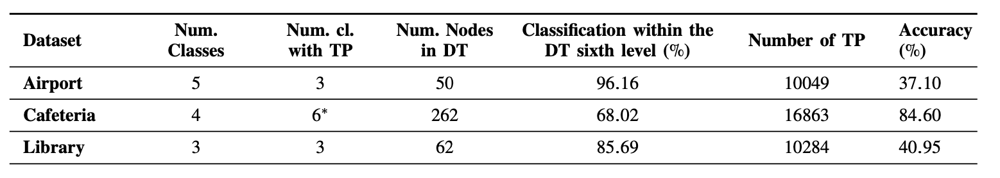 Dataset Num. Classes Num. cl. with TP Num. Nodes in DT Classification within the DT sixth level (%) Number of TP Accuracy (%)
Airport 5 3 50 96.16 10049 37.10
Cafeteria 4 6* 262 68.02 16863 84.60
Library 3 3 62 85.69 10284 40.95